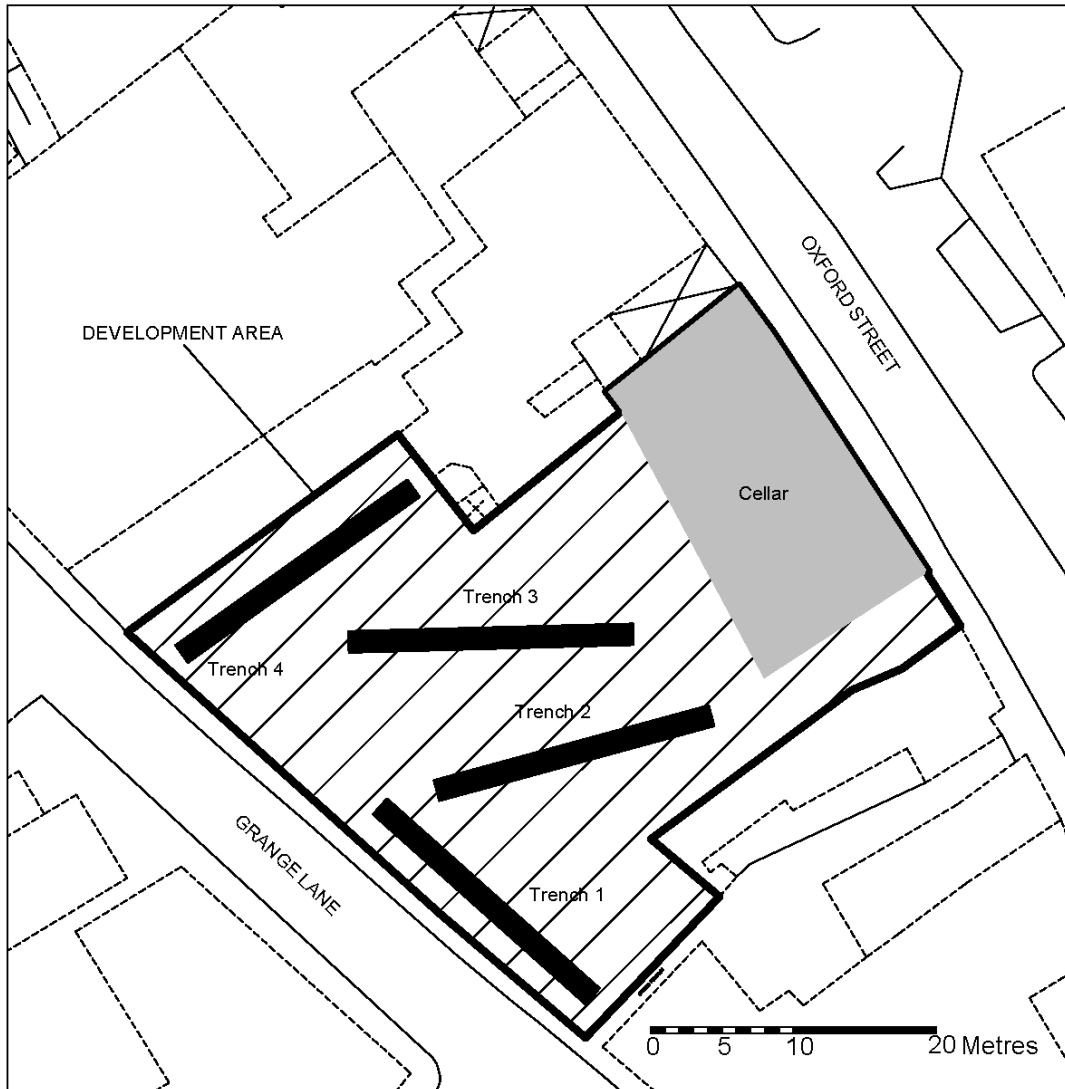 OXFORD STREET
DEVELOPMENT AREA
Cellar
Trench 3
Trench 4
Trench 2
GRANGE LANE
Trench 1
0 5 10 20 Metres